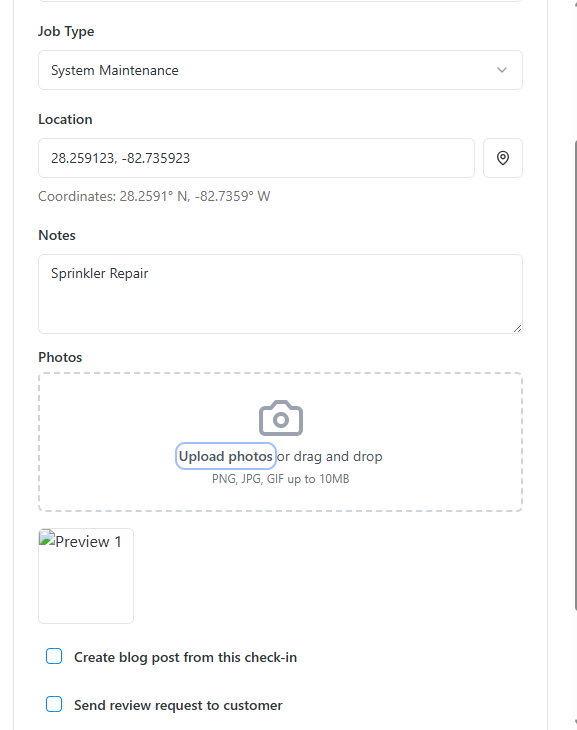 Job Type
System Maintenance
Location
28.259123, -82.735923
Coordinates: 28.2591° N, -82.7359° W
Notes
Sprinkler Repair
Photos
Upload photos or drag and drop
PNG, JPG, GIF up to 10MB
Preview 1
Create blog post from this check-in
Send review request to customer